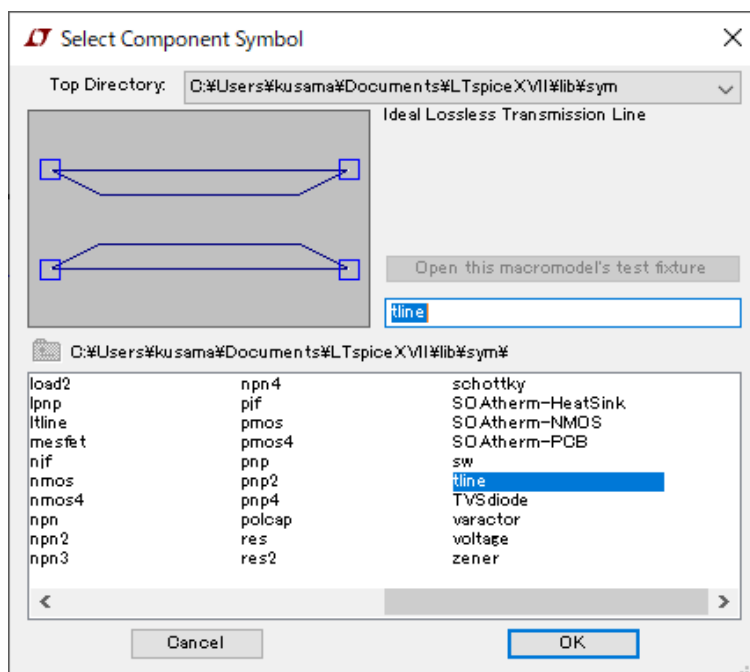 Select Component Symbol
Top Directory: C:¥Users¥kusama¥Documents¥LTspiceXVII¥lib¥sym
Ideal Lossless Transmission Line
Open this macromodel's test fixture
tline
C:¥Users¥kusama¥Documents¥LTspiceXVII¥lib¥sym¥
load2 npn4 schottky
lpnp pjf SOAtherm-HeatSink
ltline pmos SOAtherm-NMOS
mesfet pmos4 SOAtherm-PCB
njf pnp sw
nmos pnp2 tline
nmos4 pnp4 TVSdiode
npn polcap varactor
npn2 res voltage
npn3 res2 zener
Cancel OK